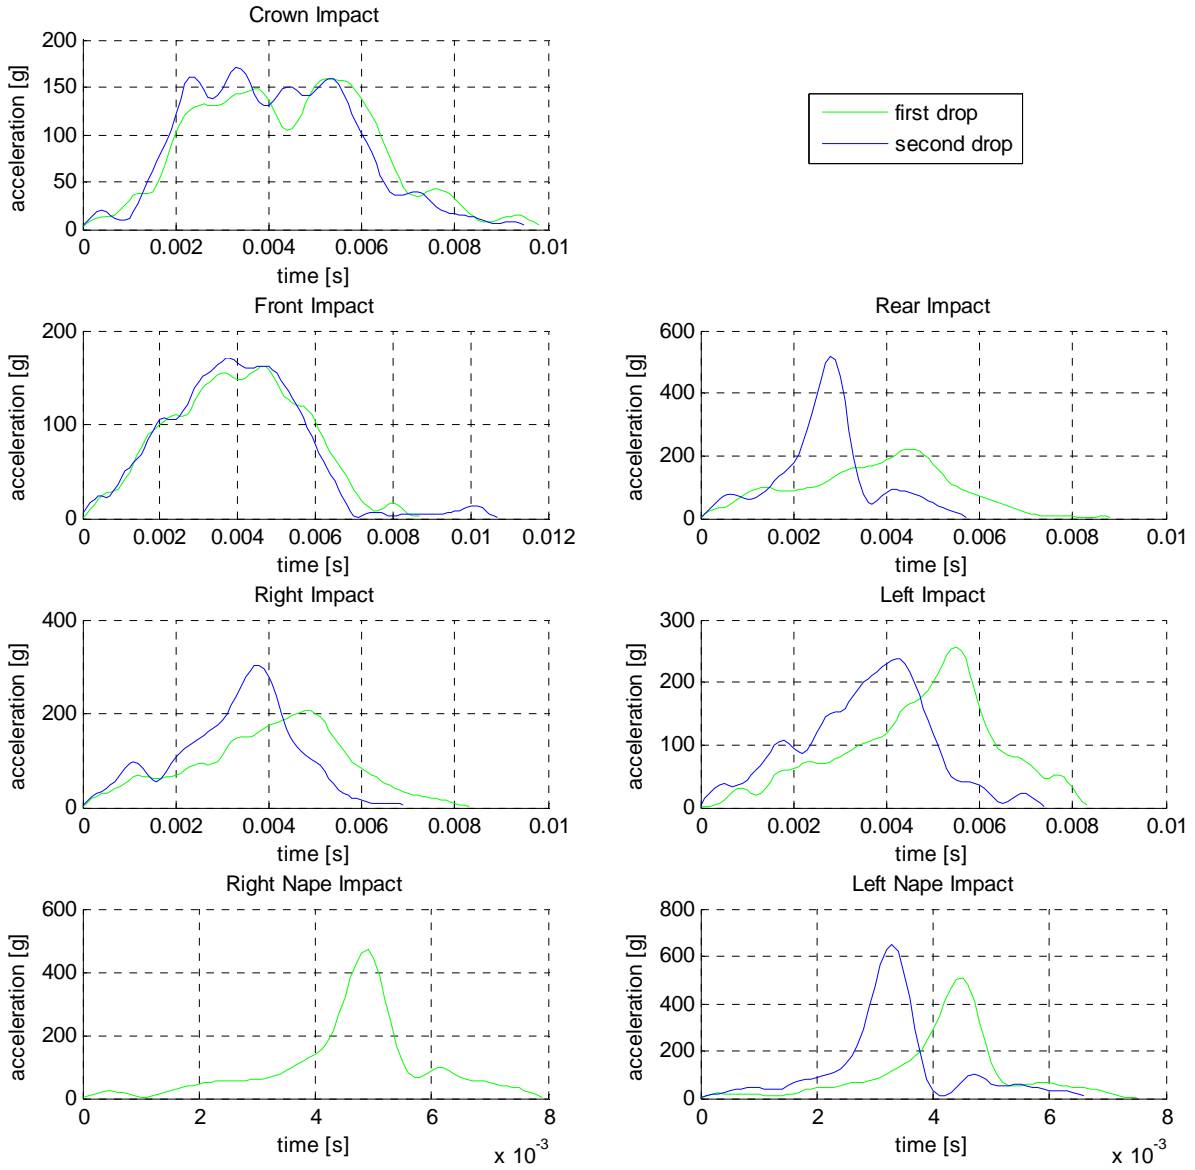 Crown Impact
acceleration [g]
200
150
100
50
0
0 0.002 0.004 0.006 0.008 0.01
time [s]
first drop
second drop
Front Impact
acceleration [g]
200
100
0
0 0.002 0.004 0.006 0.008 0.01 0.012
time [s]
Rear Impact
acceleration [g]
600
400
200
0
0 0.002 0.004 0.006 0.008 0.01
time [s]
Right Impact
acceleration [g]
400
200
0
0 0.002 0.004 0.006 0.008 0.01
time [s]
Left Impact
acceleration [g]
300
200
100
0
0 0.002 0.004 0.006 0.008 0.01
time [s]
Right Nape Impact
acceleration [g]
600
400
200
0
0 2 4 6 8
time [s]
x 10^-3
Left Nape Impact
acceleration [g]
800
600
400
200
0
0 2 4 6 8
time [s]
x 10^-3